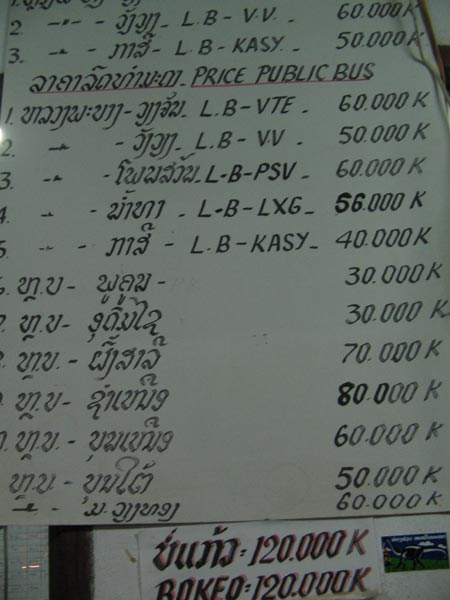 2. -"- - ວັງວຽງ - L.B - V.V. - 60.000 K
3. -"- - ກາສີ - L.B - KASY. 50.000 K
ລາຄາລົດທຳມະດາ. PRICE PUBLIC BUS
1. ຫລວງພະບາງ - ວຽງຈັນ. L.B - VTE 60.000 K
2. -"- - ວັງວຽງ. L.B - V.V 50.000 K
3 -"- - ໂພນສວັນ. L-B-PSV - 60.000 K
4 -"- - ນ້ຳທາ - L-B-LXG - 56.000 K
5 -"- - ກາສີ - L.B-KASY - 40.000 K
ຫຼ.ບ - ພູຄູນ - 30.000 K
ຫຼ.ບ - ອຸດົມໄຊ 30.000 K
ຫຼ.ບ - ຜົ້ງສາລີ 70.000 K
ຫຼ.ບ - ຊຳເໜືອ 80.000 K
ຫຼ.ບ - ບຸນເໜືອ 60.000 K
ຫຼ.ບ - ບຸນໃຕ້ 50.000 K
-"- - ມ. ວຽງທອງ 60.000 K
ບໍ່ແກ້ວ = 120.000 K
BOKEO = 120.000 K